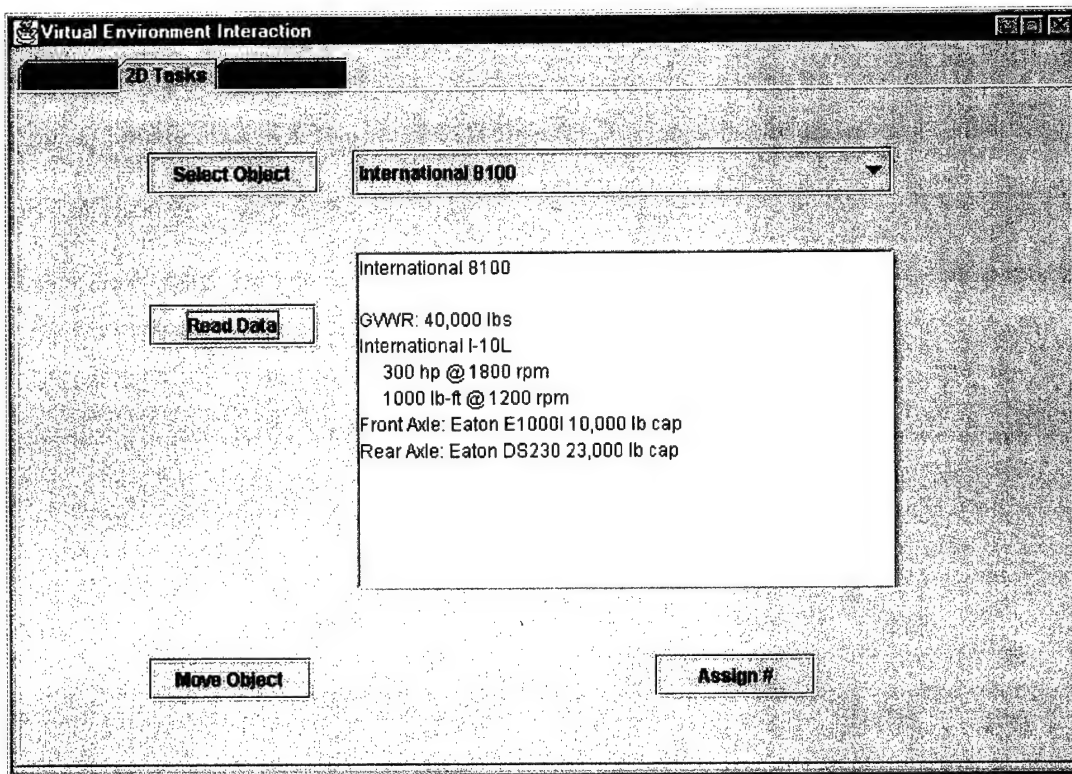 Virtual Environment Interaction
2D Tasks
Select Object
International 8100
International 8100
Read Data
GVWR: 40,000 lbs
International I-10L
300 hp @ 1800 rpm
1000 lb-ft @ 1200 rpm
Front Axle: Eaton E1000I 10,000 lb cap
Rear Axle: Eaton DS230 23,000 lb cap
Move Object
Assign #